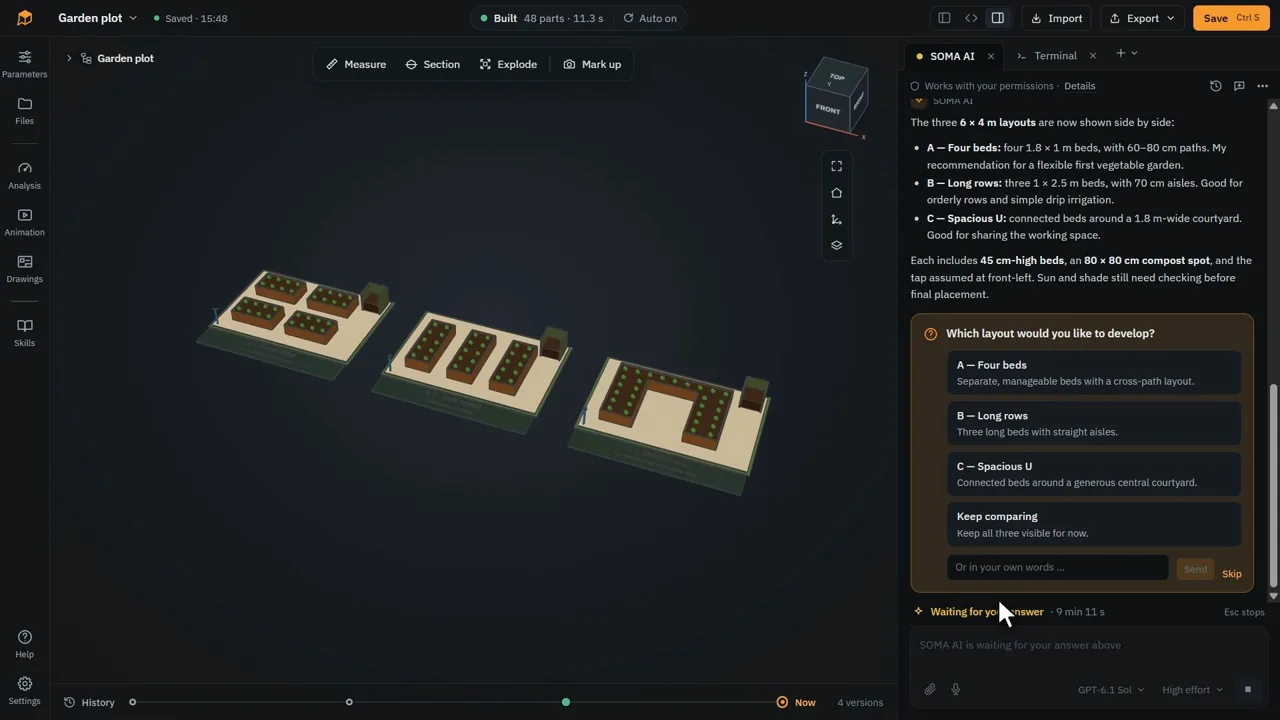 Garden plot
Saved · 15:48
Built 48 parts · 11.3 s
Auto on
Import
Export
Save Ctrl S
Parameters
Files
Analysis
Animation
Drawings
Skills
Help
Settings
Garden plot
Measure
Section
Explode
Mark up
TOP
FRONT
Z
Y
X
SOMA AI
Terminal
Works with your permissions · Details
SOMA AI
The three 6 × 4 m layouts are now shown side by side:
• A — Four beds: four 1.8 × 1 m beds, with 60–80 cm paths. My
recommendation for a flexible first vegetable garden.
• B — Long rows: three 1 × 2.5 m beds, with 70 cm aisles. Good for
orderly rows and simple drip irrigation.
• C — Spacious U: connected beds around a 1.8 m-wide courtyard.
Good for sharing the working space.
Each includes 45 cm-high beds, an 80 × 80 cm compost spot, and the
tap assumed at front-left. Sun and shade still need checking before
final placement.
Which layout would you like to develop?
A — Four beds
Separate, manageable beds with a cross-path layout.
B — Long rows
Three long beds with straight aisles.
C — Spacious U
Connected beds around a generous central courtyard.
Keep comparing
Keep all three visible for now.
Or in your own words ...
Send
Skip
Waiting for your answer · 9 min 11 s
Esc stops
SOMA AI is waiting for your answer above
GPT-6.1 Sol
High effort
History
Now
4 versions